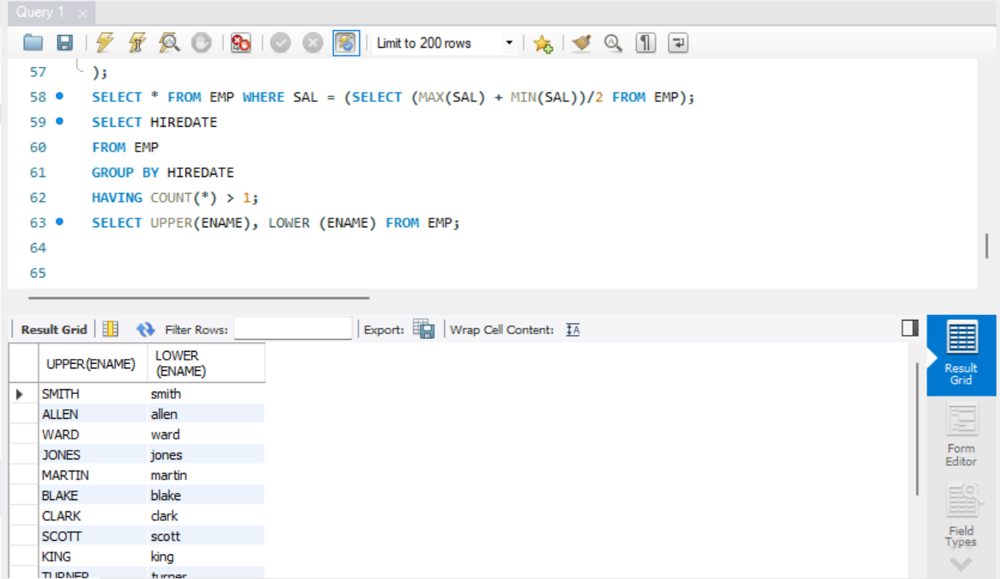 Query 1
Limit to 200 rows
57 );
58 SELECT * FROM EMP WHERE SAL = (SELECT (MAX(SAL) + MIN(SAL))/2 FROM EMP);
59 SELECT HIREDATE
60 FROM EMP
61 GROUP BY HIREDATE
62 HAVING COUNT(*) > 1;
63 SELECT UPPER(ENAME), LOWER (ENAME) FROM EMP;
64
65
Result Grid Filter Rows: Export: Wrap Cell Content: IA
UPPER(ENAME) LOWER
(ENAME)
SMITH smith
ALLEN allen
WARD ward
JONES jones
MARTIN martin
BLAKE blake
CLARK clark
SCOTT scott
KING king
TURNER turner
Result
Grid
Form
Editor
Field
Types